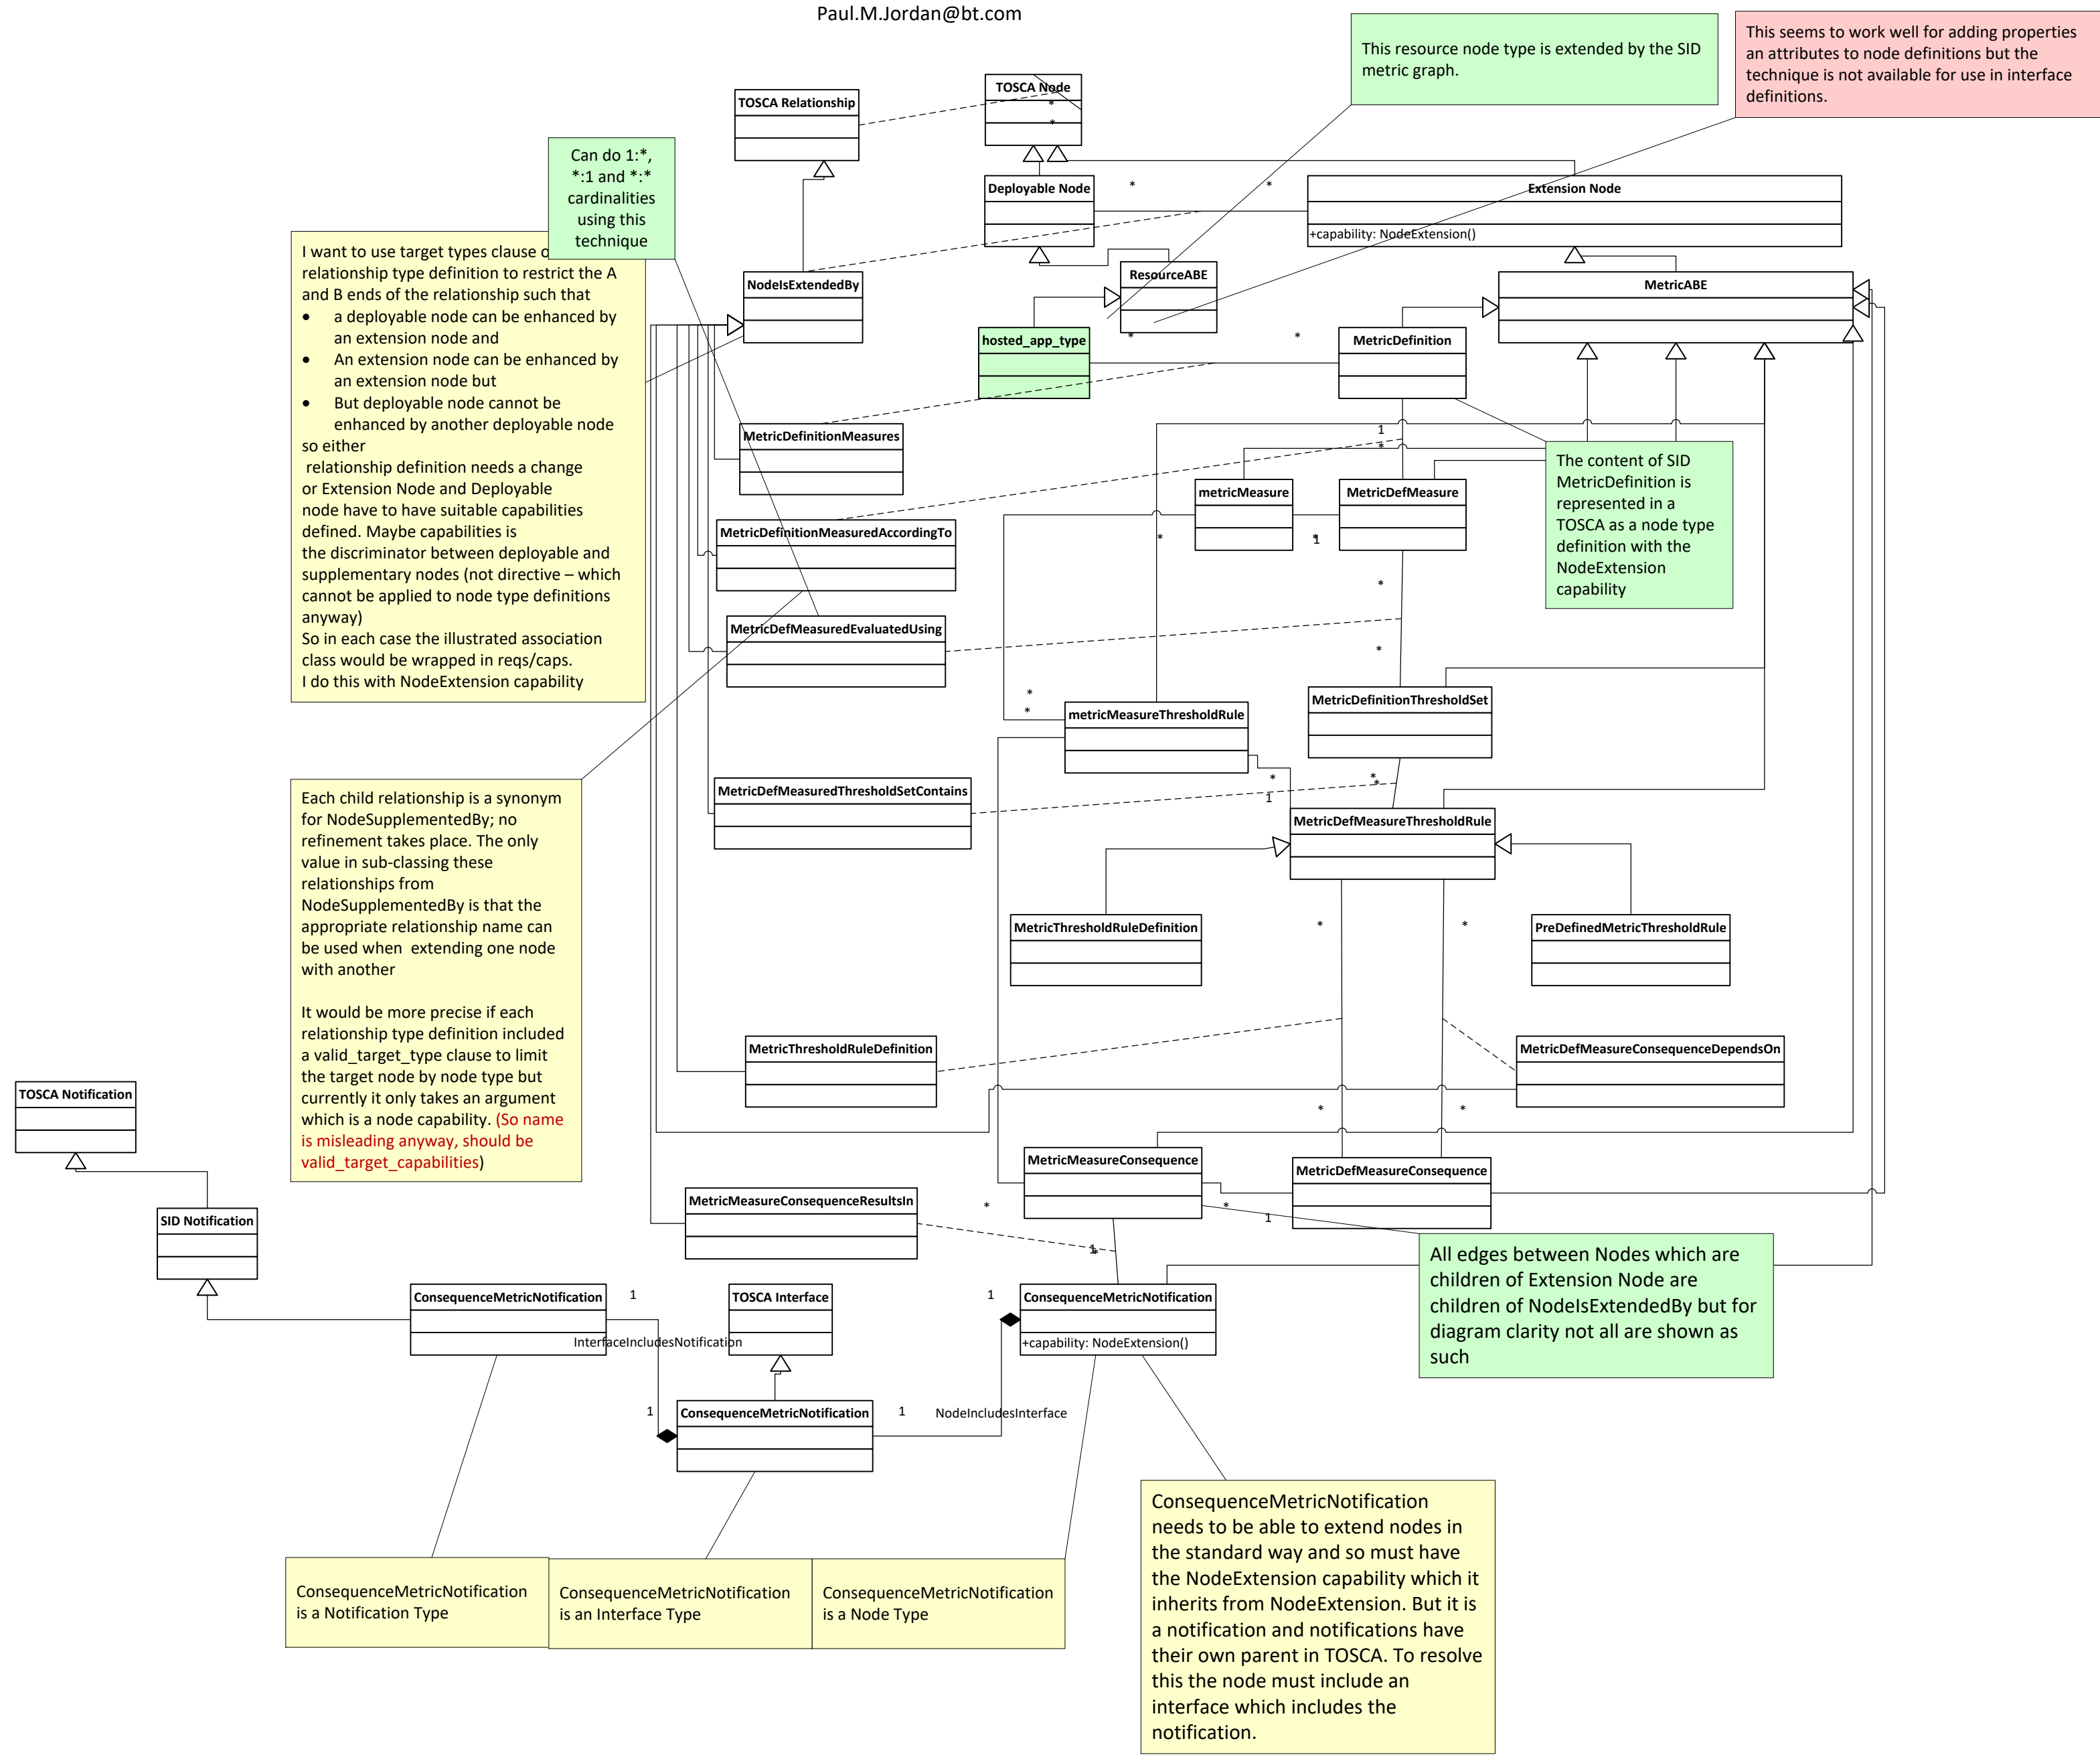 Paul.M.Jordan@bt.com
This resource node type is extended by the SID
metric graph.
This seems to work well for adding properties
an attributes to node definitions but the
technique is not available for use in interface
definitions.
TOSCA Relationship
TOSCA Node
*
*
Can do 1:*,
*:1 and *:*
cardinalities
using this
technique
Deployable Node
*
*
Extension Node
+capability: NodeExtension()
I want to use target types clause
relationship type definition to restrict the A
and B ends of the relationship such that
• a deployable node can be enhanced by
an extension node and
• An extension node can be enhanced by
an extension node but
• But deployable node cannot be
enhanced by another deployable node
so either
relationship definition needs a change
or Extension Node and Deployable
node have to have suitable capabilities
defined. Maybe capabilities is
the discriminator between deployable and
supplementary nodes (not directive – which
cannot be applied to node type definitions
anyway)
So in each case the illustrated association
class would be wrapped in reqs/caps.
I do this with NodeExtension capability
NodeIsExtendedBy
ResourceABE
MetricABE
hosted_app_type
*
*
MetricDefinition
MetricDefinitionMeasures
1
*
The content of SID
MetricDefinition is
represented in a
TOSCA as a node type
definition with the
NodeExtension
capability
metricMeasure
MetricDefMeasure
MetricDefinitionMeasuredAccordingTo
*
*
1
*
MetricDefMeasuredEvaluatedUsing
*
MetricDefinitionThresholdSet
*
*
metricMeasureThresholdRule
Each child relationship is a synonym
for NodeSupplementedBy; no
refinement takes place. The only
value in sub-classing these
relationships from
NodeSupplementedBy is that the
appropriate relationship name can
be used when  extending one node
with another
It would be more precise if each
relationship type definition included
a valid_target_type clause to limit
the target node by node type but
currently it only takes an argument
which is a node capability. (So name
is misleading anyway, should be
valid_target_capabilities)
MetricDefMeasuredThresholdSetContains
*
*
*
1
MetricDefMeasureThresholdRule
MetricThresholdRuleDefinition
*
*
PreDefinedMetricThresholdRule
MetricThresholdRuleDefinition
MetricDefMeasureConsequenceDependsOn
TOSCA Notification
*
*
MetricMeasureConsequence
MetricDefMeasureConsequence
MetricMeasureConsequenceResultsIn
*
*
1
SID Notification
1
*
All edges between Nodes which are
children of Extension Node are
children of NodeIsExtendedBy but for
diagram clarity not all are shown as
such
ConsequenceMetricNotification
1
TOSCA Interface
1
ConsequenceMetricNotification
+capability: NodeExtension()
InterfaceIncludesNotification
1
ConsequenceMetricNotification
1
NodeIncludesInterface
ConsequenceMetricNotification
needs to be able to extend nodes in
the standard way and so must have
the NodeExtension capability which it
inherits from NodeExtension. But it is
a notification and notifications have
their own parent in TOSCA. To resolve
this the node must include an
interface which includes the
notification.
ConsequenceMetricNotification
is a Notification Type
ConsequenceMetricNotification
is an Interface Type
ConsequenceMetricNotification
is a Node Type